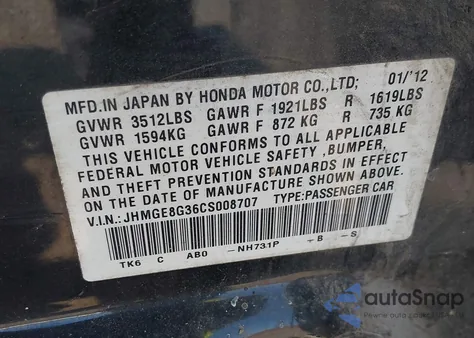 MFD.IN JAPAN BY HONDA MOTOR CO.,LTD; 01/'12
GVWR 3512LBS GAWR F 1921LBS R 1619LBS
GVWR 1594KG GAWR F 872 KG R 735 KG
THIS VEHICLE CONFORMS TO ALL APPLICABLE
FEDERAL MOTOR VEHICLE SAFETY ,BUMPER,
AND THEFT PREVENTION STANDARDS IN EFFECT
ON THE DATE OF MANUFACTURE SHOWN ABOVE.
V.I.N.: JHMGE8G36CS008707 TYPE:PASSENGER CAR
TK6 C AB0 -NH731P -B -S
autoSnap